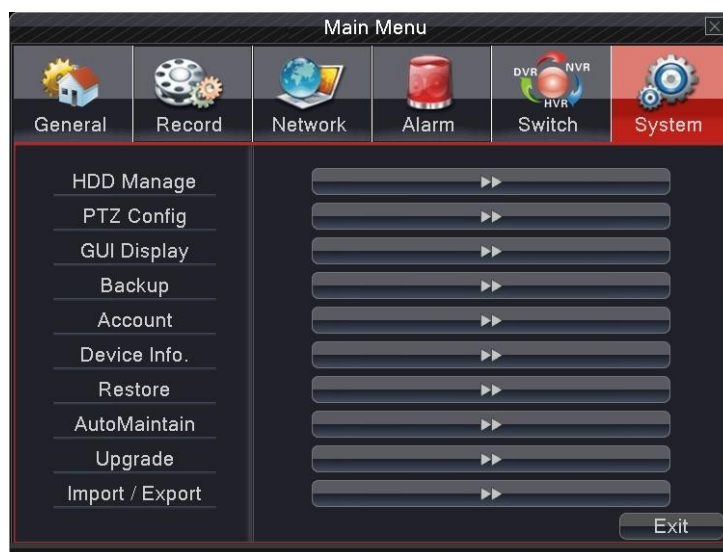 Main Menu
DVR NVR
HVR
General Record Network Alarm Switch System
HDD Manage
PTZ Config
GUI Display
Backup
Account
Device Info.
Restore
AutoMaintain
Upgrade
Import / Export
Exit